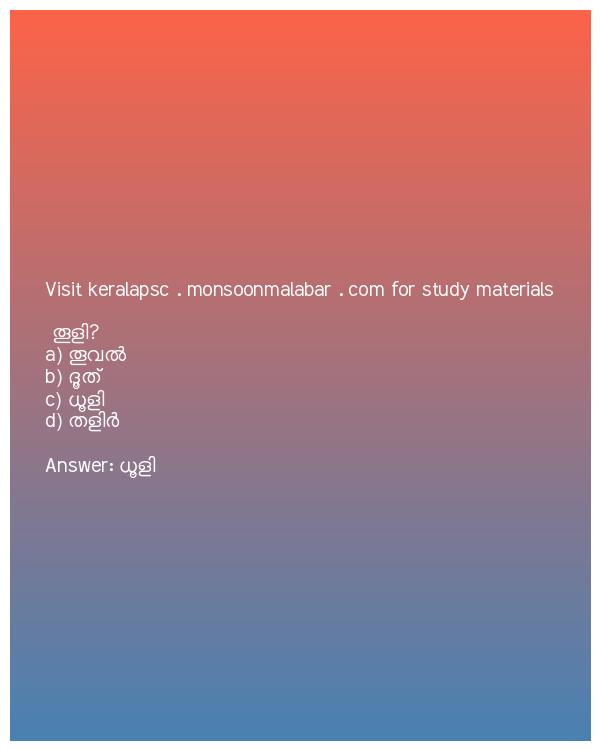 Visit keralapsc . monsoonmalabar . com for study materials
തൂളി?
a) തൂവൽ
b) ദൂത്
c) ധൂളി
d) തളിർ
Answer: ധൂളി